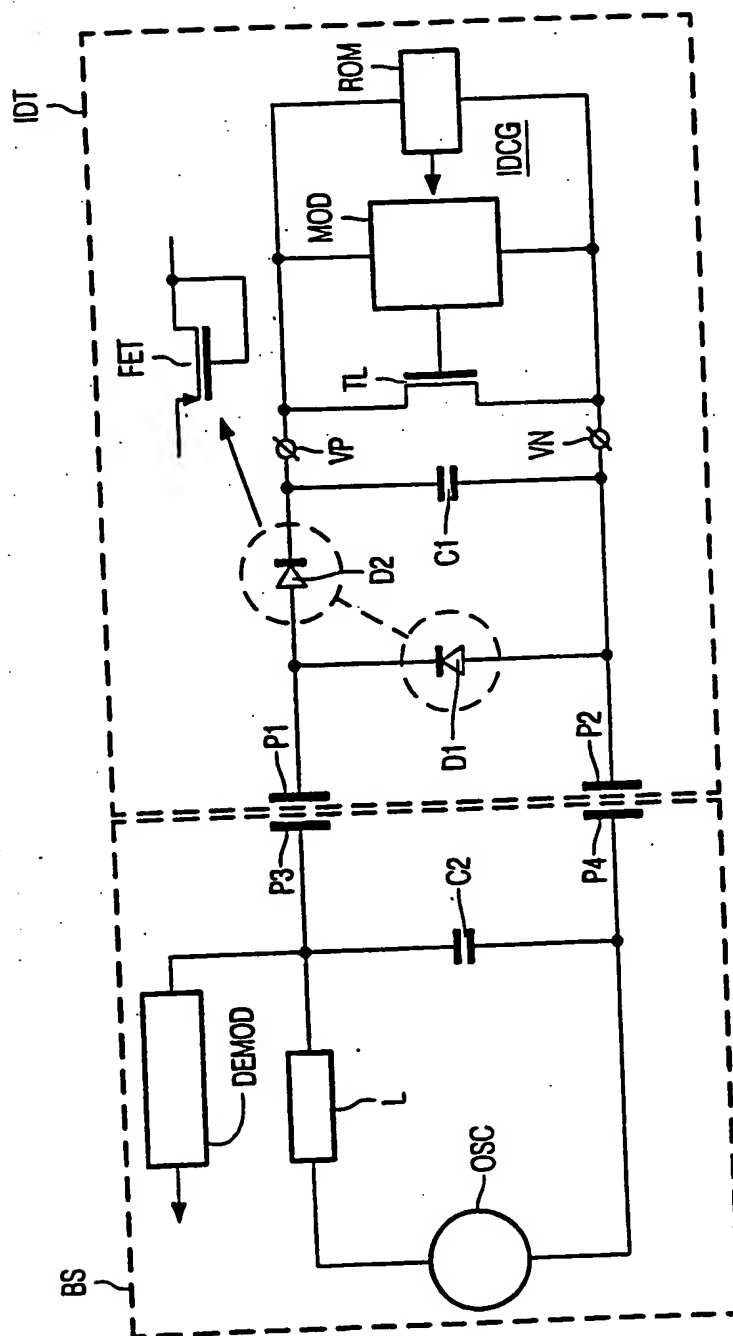 IDT
ROM
IDCG
MOD
FET
TL
VP
VN
C1
D2
D1
P1
P2
P3
P4
C2
DEMOD
L
OSC
BS